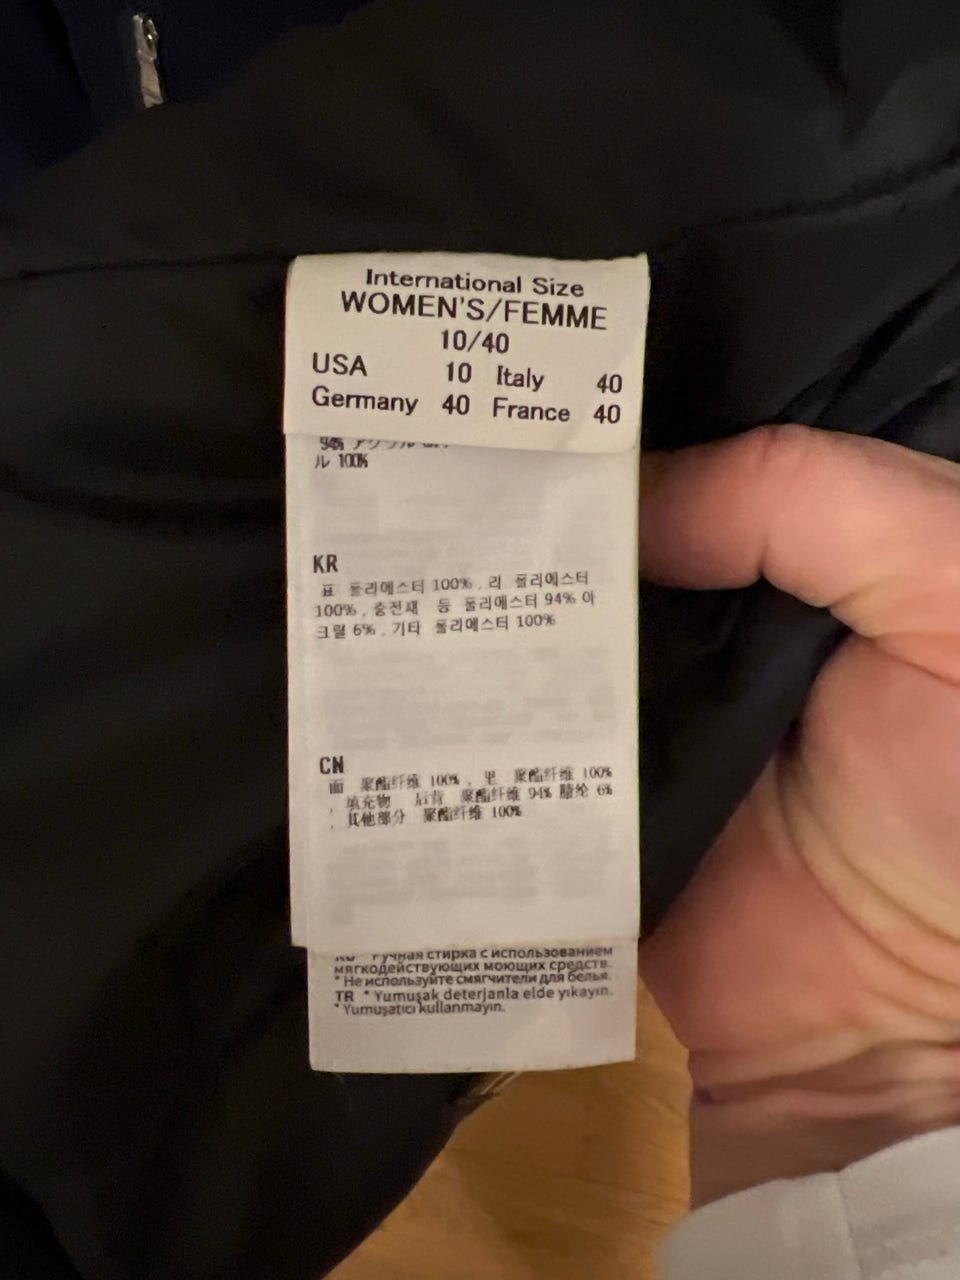 International Size
WOMEN'S/FEMME
10/40
USA 10 Italy 40
Germany 40 France 40
94%
ル 100%
KR
표 폴리에스터 100% , 리 폴리에스터
100% , 충전재 등 폴리에스터 94% 아
크릴 6% , 기타 폴리에스터 100%
CN
面 聚酯纤维 100% , 里 聚酯纤维 100%
, 填充物 后背 聚酯纤维 94% 腈纶 6%
, 其他部分 聚酯纤维 100%
Ручная стирка с использованием
мягкодействующих моющих средств.
* Не используйте смягчители для белья.
TR * Yumuşak deterjanla elde yıkayın.
* Yumuşatıcı kullanmayın.